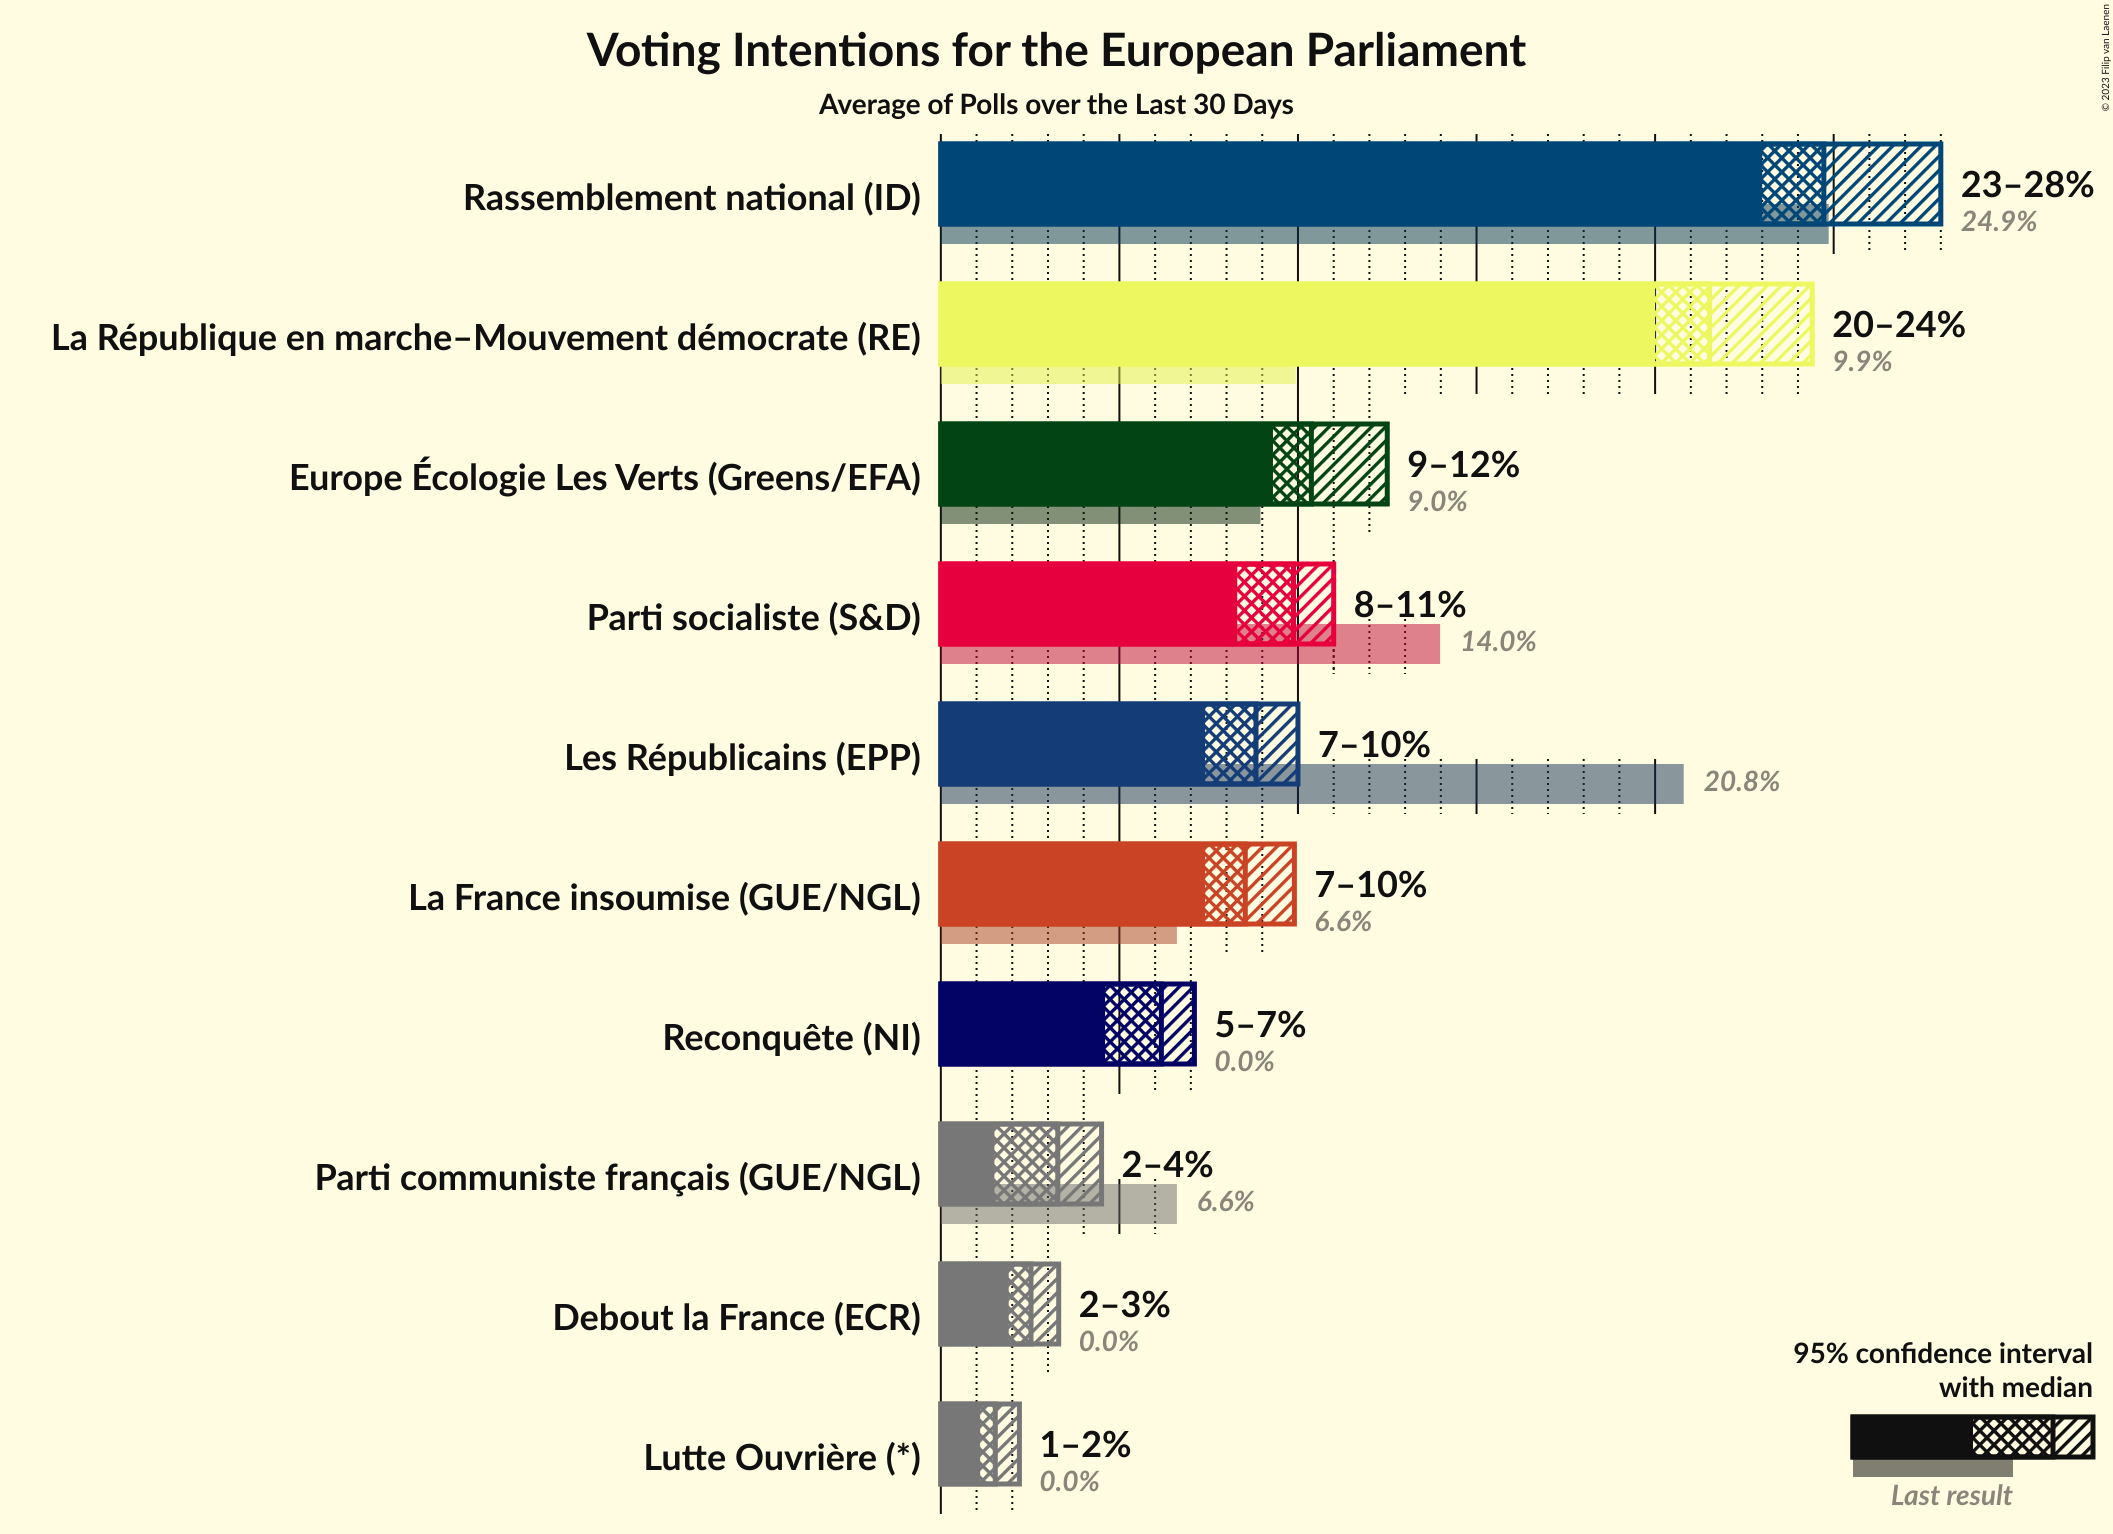 Voting Intentions for the European Parliament
Average of Polls over the Last 30 Days
© 2023 Filip van Laenen
Rassemblement national (ID)
23–28%
24.9%
La République en marche–Mouvement démocrate (RE)
20–24%
9.9%
Europe Écologie Les Verts (Greens/EFA)
9–12%
9.0%
Parti socialiste (S&D)
8–11%
14.0%
Les Républicains (EPP)
7–10%
20.8%
La France insoumise (GUE/NGL)
7–10%
6.6%
Reconquête (NI)
5–7%
0.0%
Parti communiste français (GUE/NGL)
2–4%
6.6%
Debout la France (ECR)
2–3%
0.0%
Lutte Ouvrière (*)
1–2%
0.0%
95% confidence interval
with median
Last result